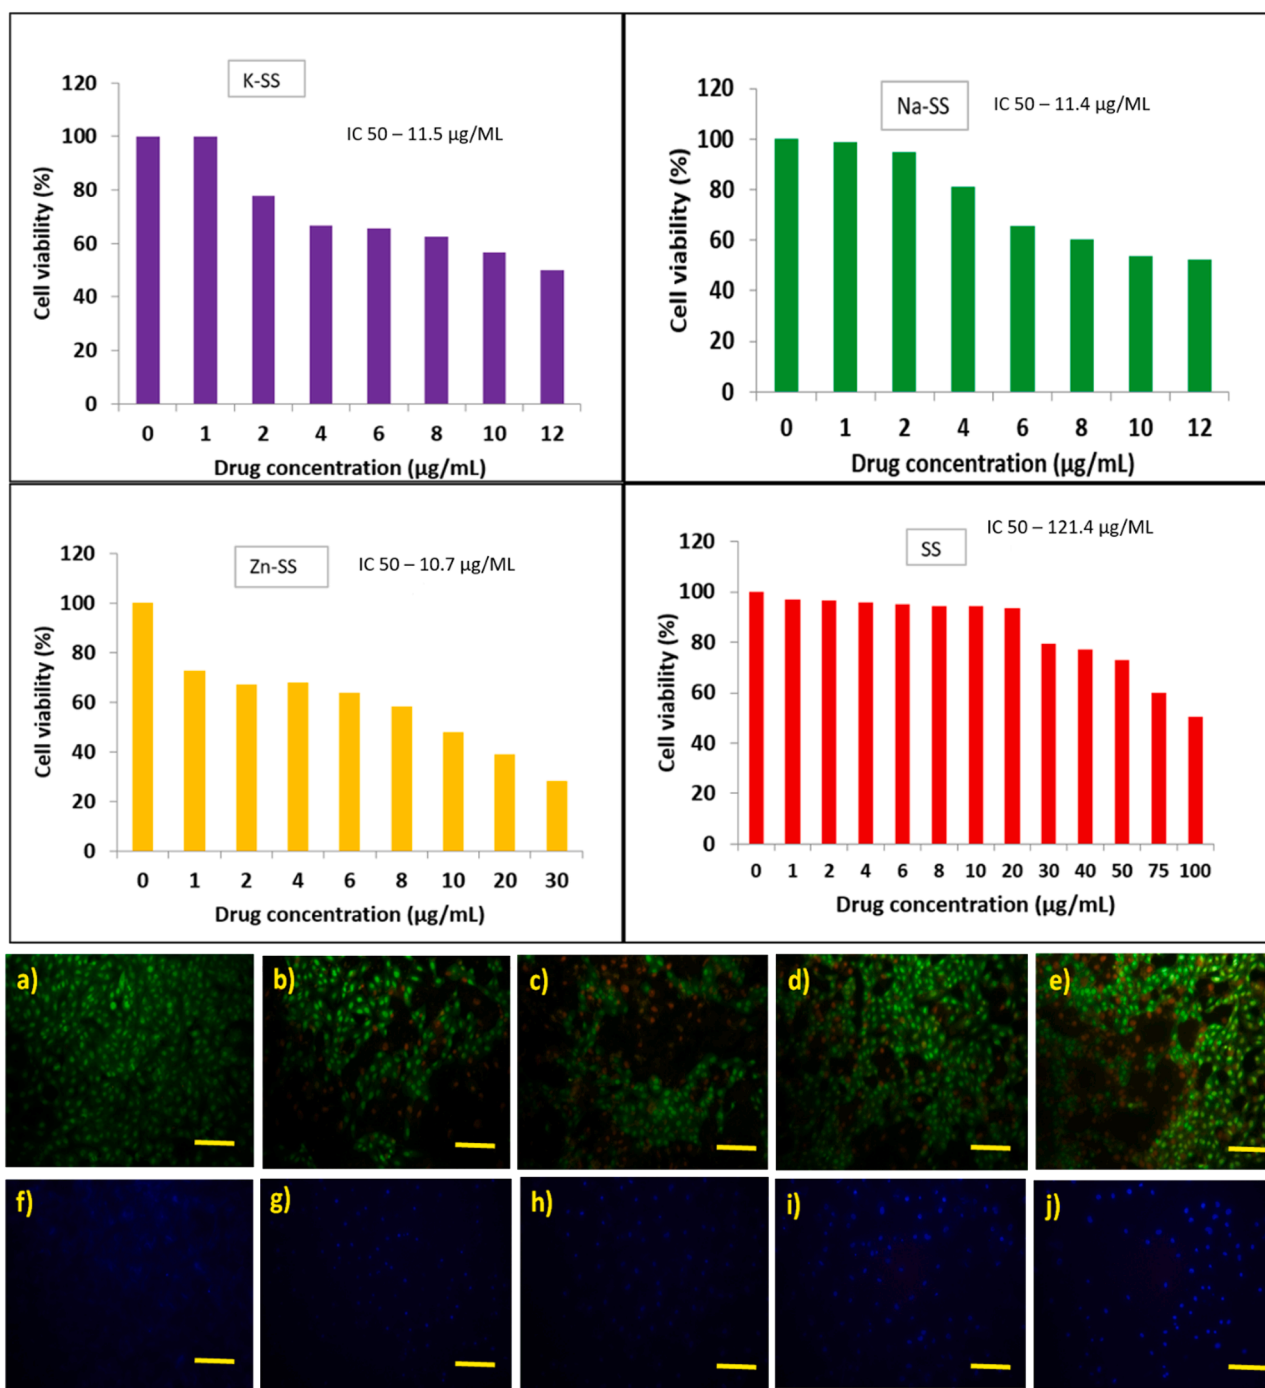 K-SS
IC 50 – 11.5 µg/ML
120
100
80
60
40
20
0
Cell viability (%)
0 1 2 4 6 8 10 12
Drug concentration (µg/mL)
Na-SS
IC 50 – 11.4 µg/ML
120
100
80
60
40
20
0
Cell viability (%)
0 1 2 4 6 8 10 12
Drug concentration (µg/mL)
Zn-SS
IC 50 – 10.7 µg/ML
120
100
80
60
40
20
0
Cell viability (%)
0 1 2 4 6 8 10 20 30
Drug concentration (µg/mL)
SS
IC 50 – 121.4 µg/ML
120
100
80
60
40
20
0
Cell viability (%)
0 1 2 4 6 8 10 20 30 40 50 75 100
Drug concentration (µg/mL)
a) b) c) d) e)
f) g) h) i) j)